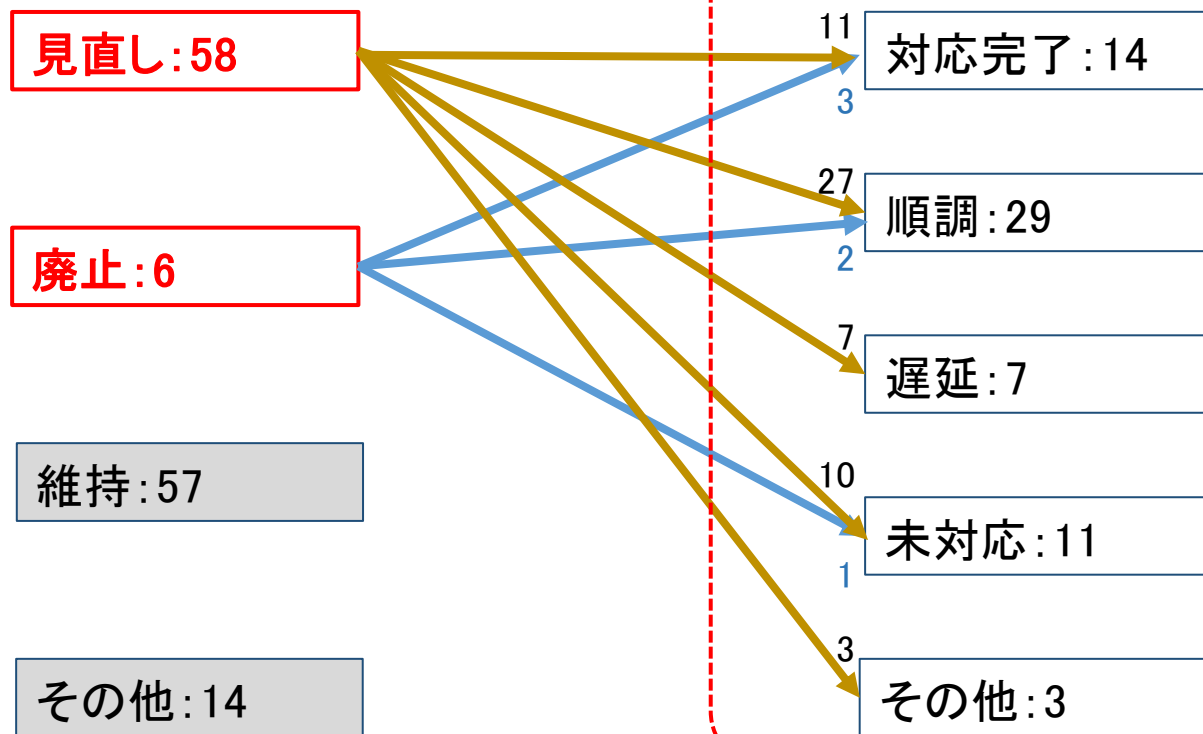 見直し:58
廃止:6
維持:57
その他:14
11
対応完了:14
3
27
順調:29
2
7
遅延:7
10
未対応:11
1
3
その他:3